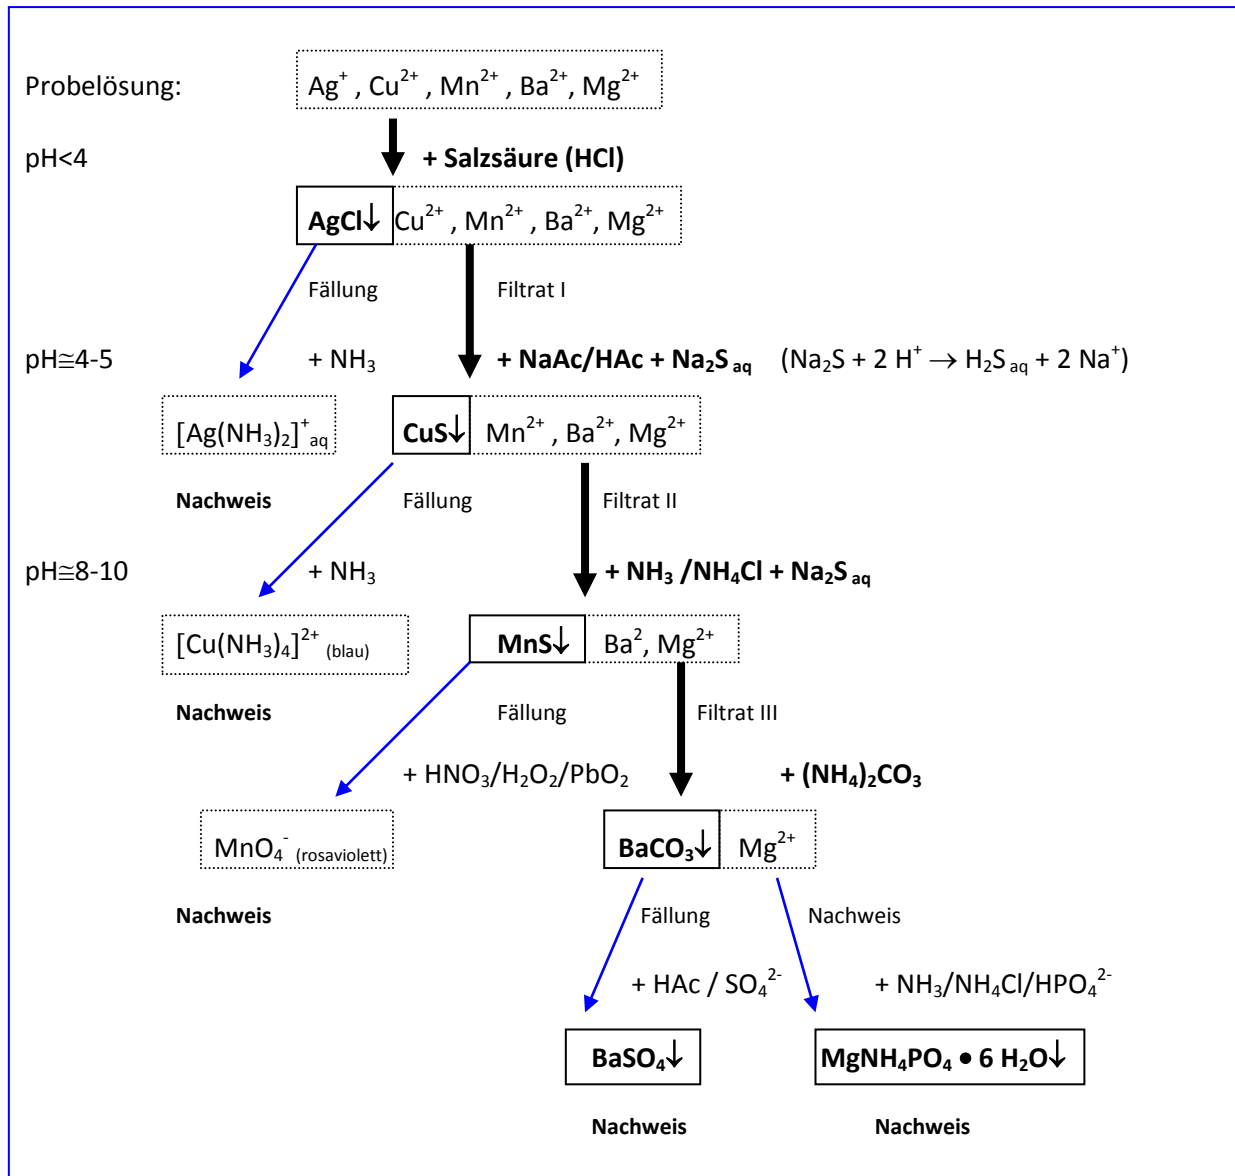 Probelösung: Ag⁺ , Cu²⁺ , Mn²⁺ , Ba²⁺, Mg²⁺
pH<4 + Salzsäure (HCl)
AgCl↓ Cu²⁺ , Mn²⁺ , Ba²⁺, Mg²⁺
Fällung Filtrat I
pH≅4-5 + NH₃ + NaAc/HAc + Na₂S aq (Na₂S + 2 H⁺ → H₂S aq + 2 Na⁺)
[Ag(NH₃)₂]⁺aq CuS↓ Mn²⁺ , Ba²⁺, Mg²⁺
Nachweis Fällung Filtrat II
pH≅8-10 + NH₃ + NH₃ /NH₄Cl + Na₂S aq
[Cu(NH₃)₄]²⁺ (blau) MnS↓ Ba², Mg²⁺
Nachweis Fällung Filtrat III
+ HNO₃/H₂O₂/PbO₂ + (NH₄)₂CO₃
MnO₄⁻ (rosaviolett) BaCO₃↓ Mg²⁺
Nachweis Fällung Nachweis
+ HAc / SO₄²⁻ + NH₃/NH₄Cl/HPO₄²⁻
BaSO₄↓ MgNH₄PO₄ • 6 H₂O↓
Nachweis Nachweis